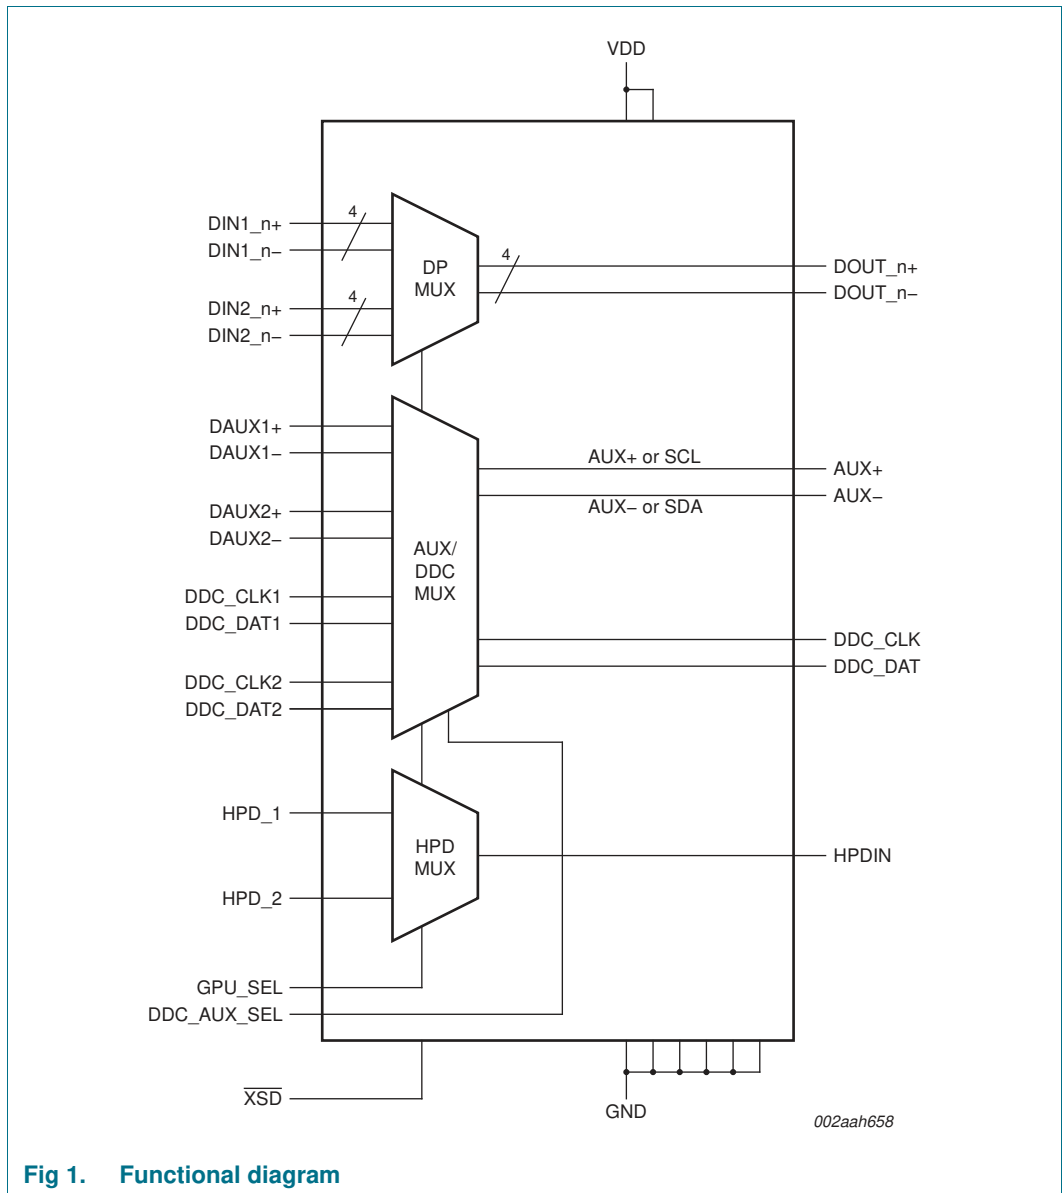 VDD
4
DIN1_n+
DIN1_n−
4
DIN2_n+
DIN2_n−
DP
MUX
4
DOUT_n+
DOUT_n−
DAUX1+
DAUX1−
DAUX2+
DAUX2−
DDC_CLK1
DDC_DAT1
DDC_CLK2
DDC_DAT2
AUX/
DDC
MUX
AUX+ or SCL
AUX− or SDA
AUX+
AUX−
DDC_CLK
DDC_DAT
HPD_1
HPD_2
HPD
MUX
HPDIN
GPU_SEL
DDC_AUX_SEL
XSD
GND
002aah658
Fig 1. Functional diagram